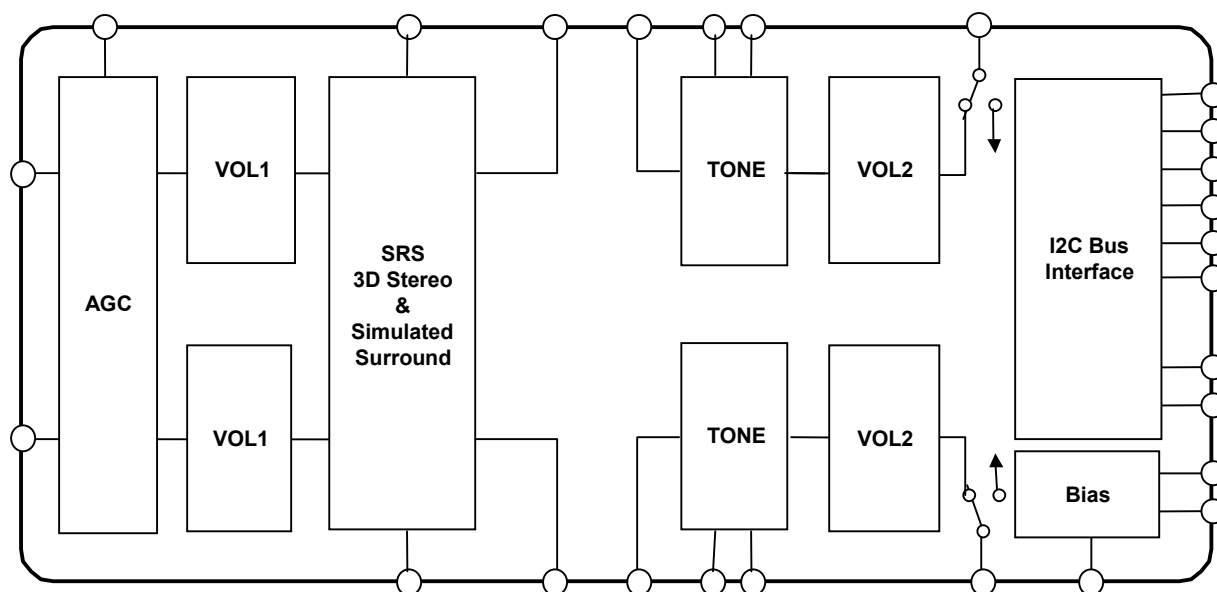 AGC
VOL1
VOL1
SRS
3D Stereo
&
Simulated
Surround
TONE
TONE
VOL2
VOL2
I2C Bus
Interface
Bias